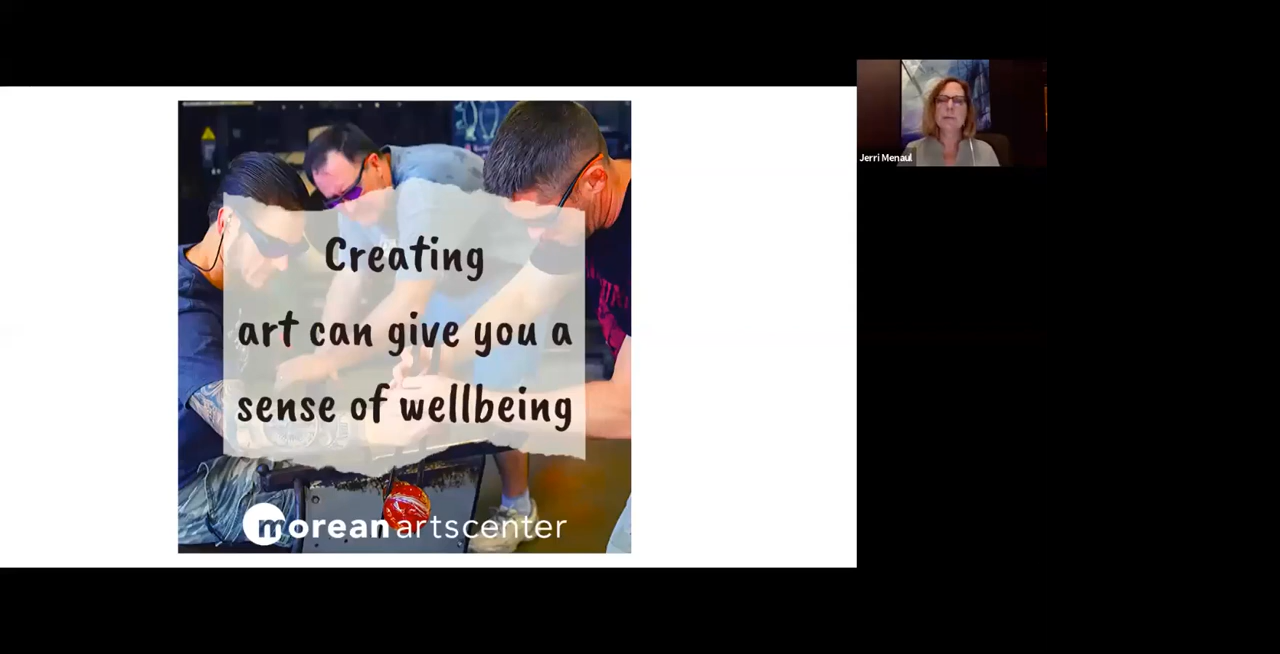 Creating
art can give you a
sense of wellbeing
moreanartscenter
Jerri Menaul